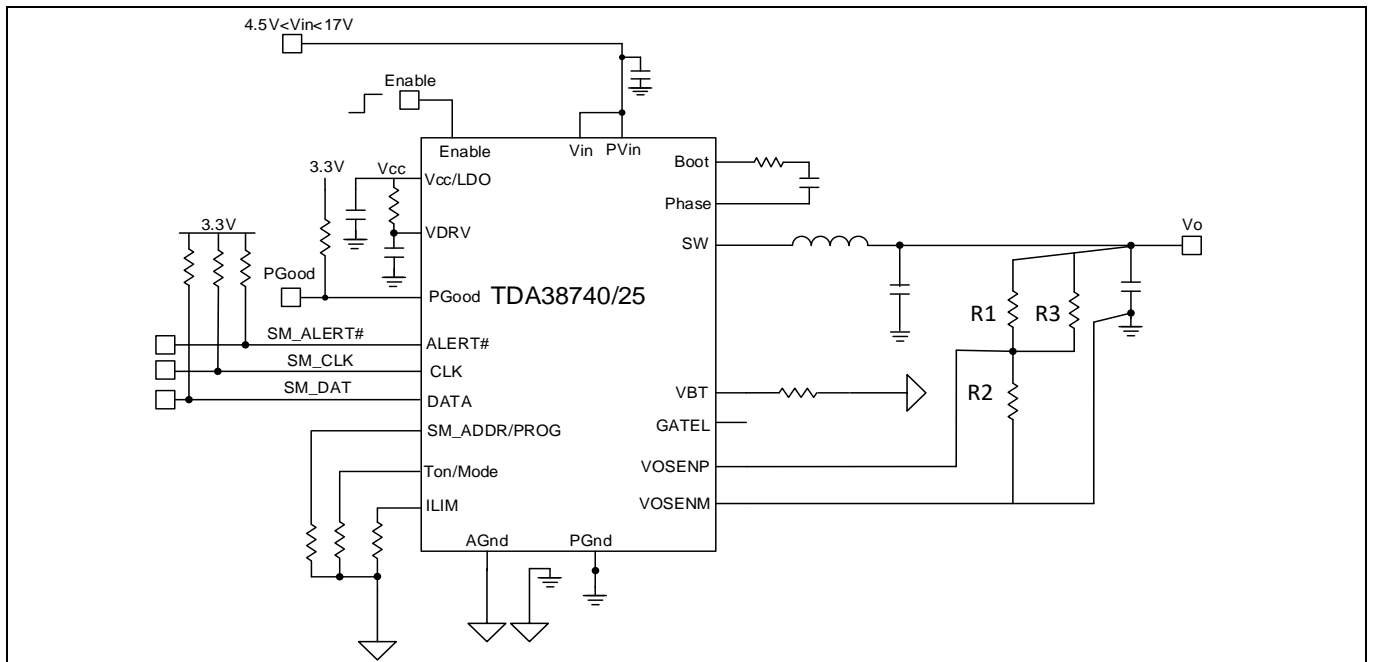 4.5V<Vin<17V
Enable
Enable
Vin
PVin
3.3V
Vcc
Vcc/LDO
Boot
Phase
VDRV
SW
Vo
3.3V
PGood
PGood
TDA38740/25
R1
R3
SM_ALERT#
ALERT#
SM_CLK
CLK
SM_DAT
DATA
VBT
R2
SM_ADDR/PROG
GATEL
Ton/Mode
VOSENP
ILIM
VOSENM
AGnd
PGnd